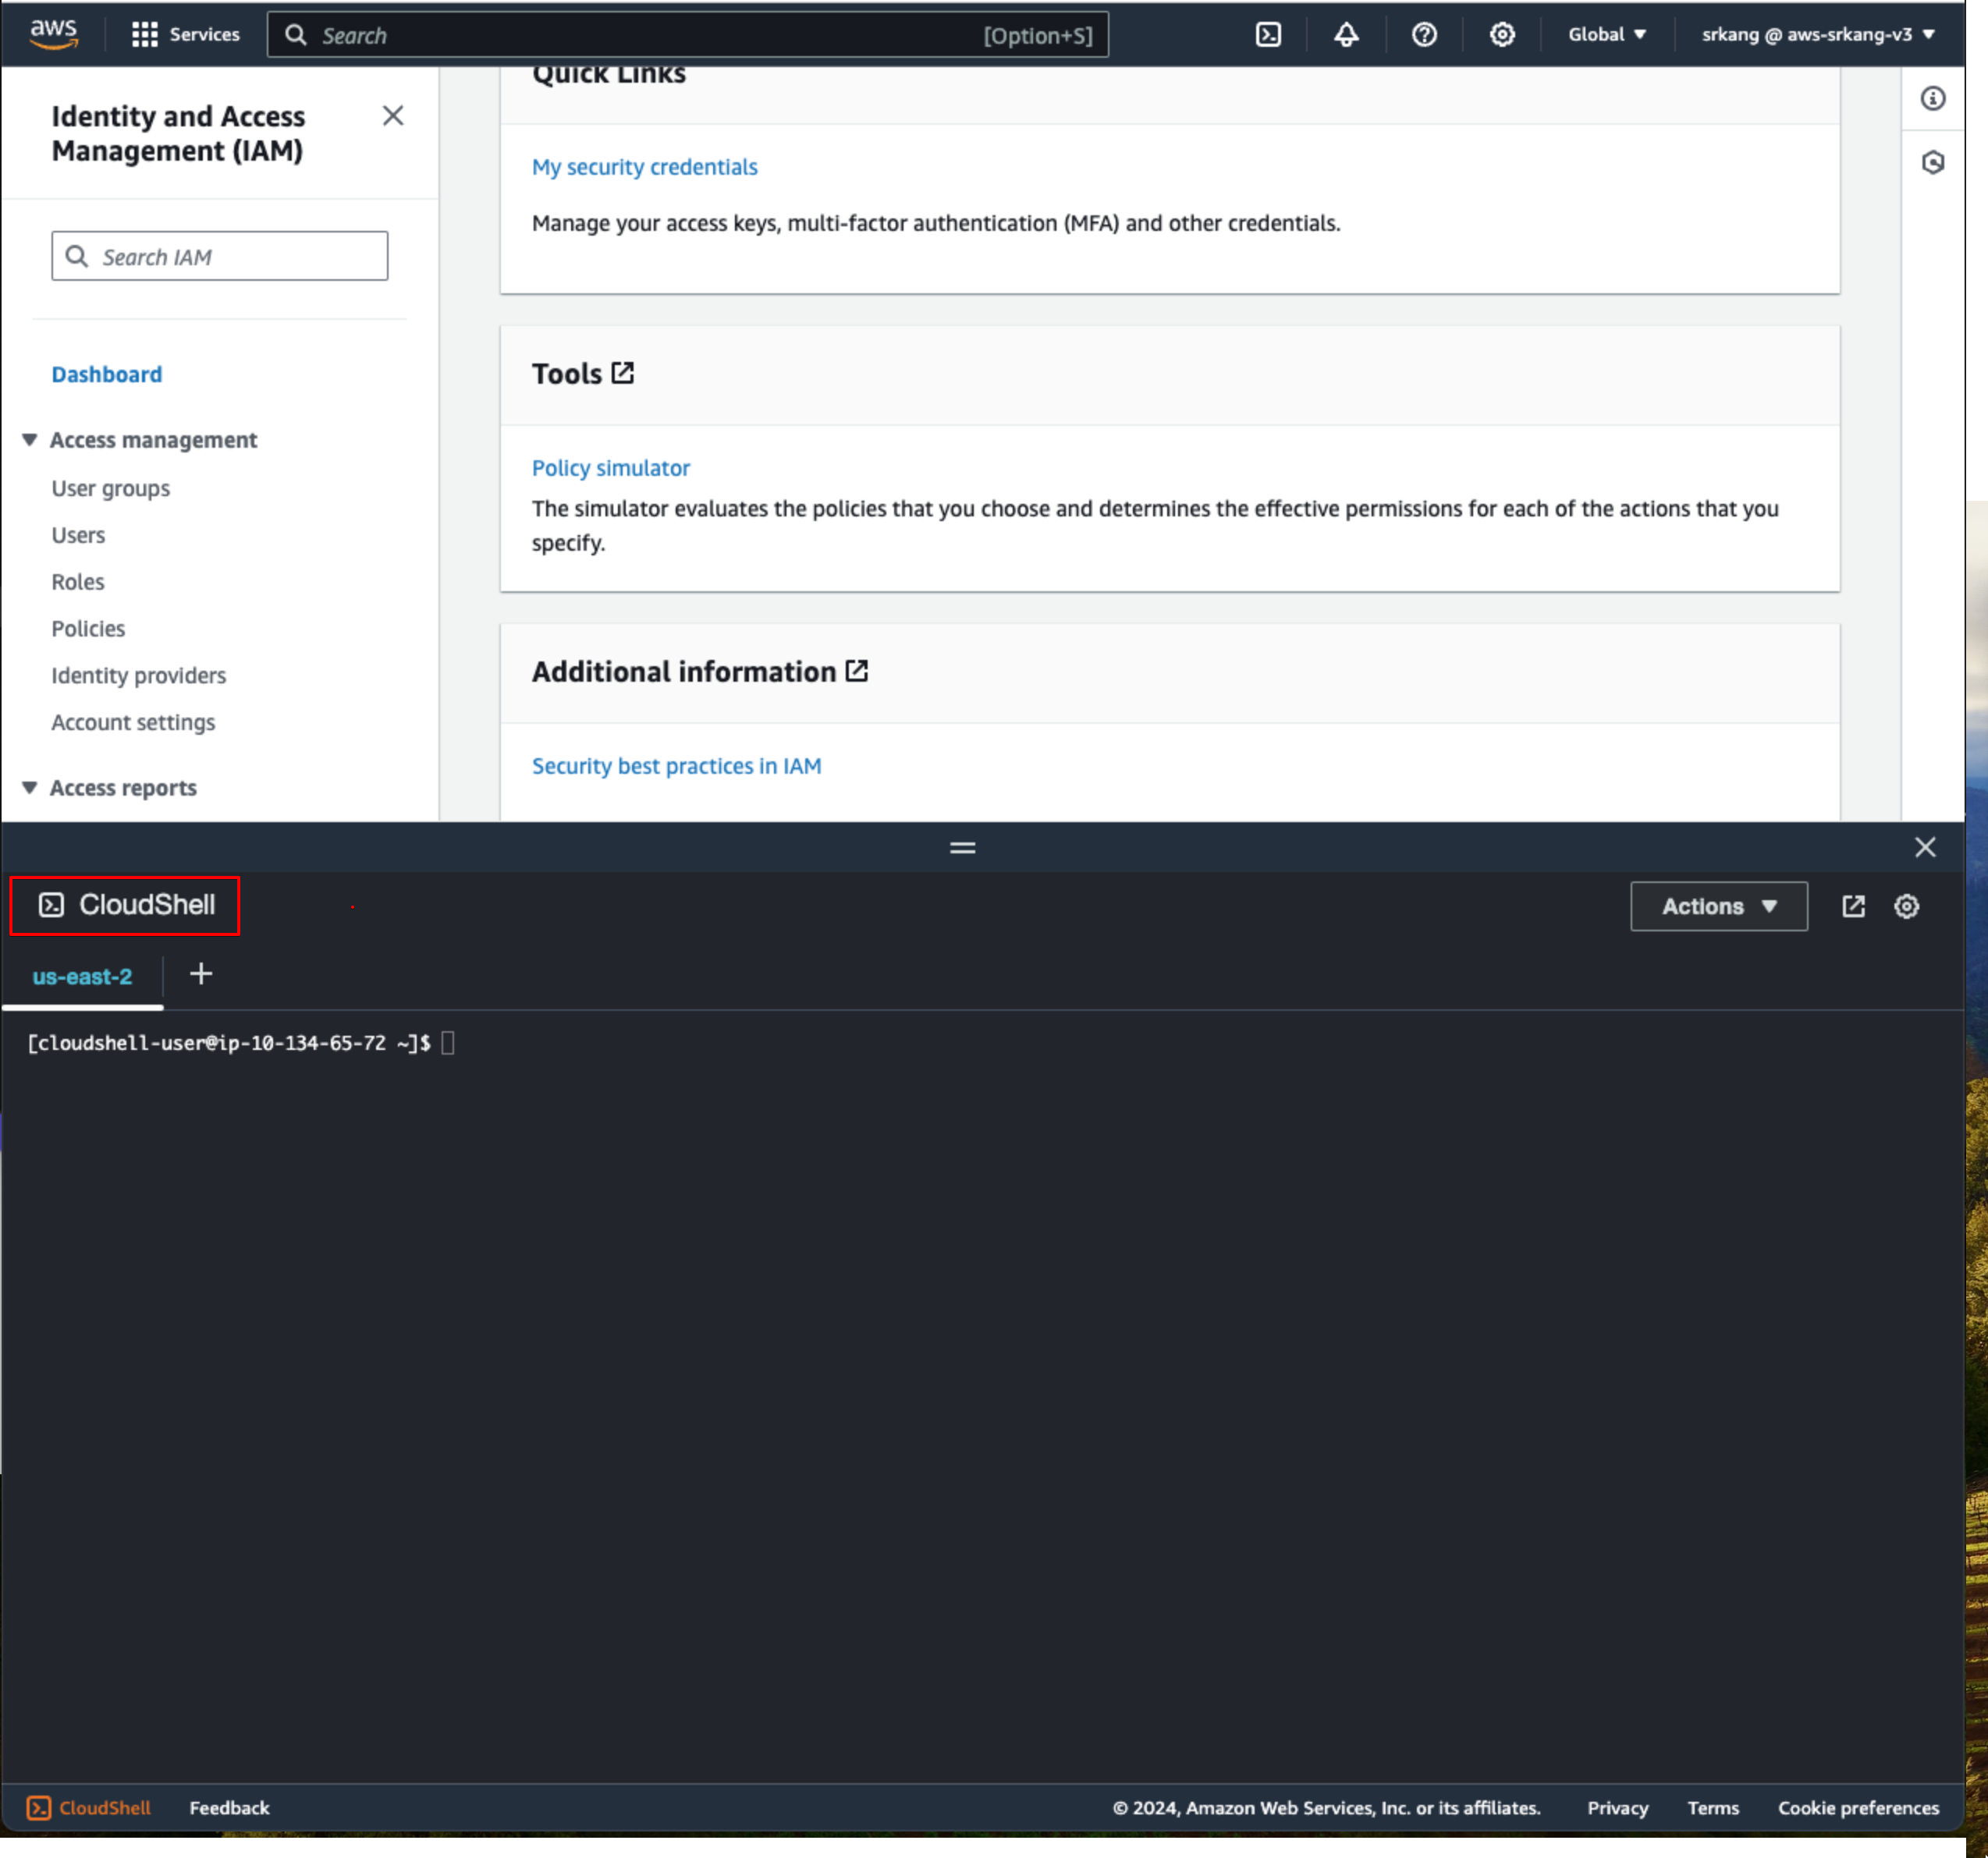 aws
Services
Search
[Option+S]
Global
srkang @ aws-srkang-v3
Identity and Access
Management (IAM)
Search IAM
Dashboard
Access management
User groups
Users
Roles
Policies
Identity providers
Account settings
Access reports
Quick Links
My security credentials
Manage your access keys, multi-factor authentication (MFA) and other credentials.
Tools
Policy simulator
The simulator evaluates the policies that you choose and determines the effective permissions for each of the actions that you
specify.
Additional information
Security best practices in IAM
CloudShell
Actions
us-east-2
[cloudshell-user@ip-10-134-65-72 ~]$
CloudShell
Feedback
© 2024, Amazon Web Services, Inc. or its affiliates.
Privacy
Terms
Cookie preferences